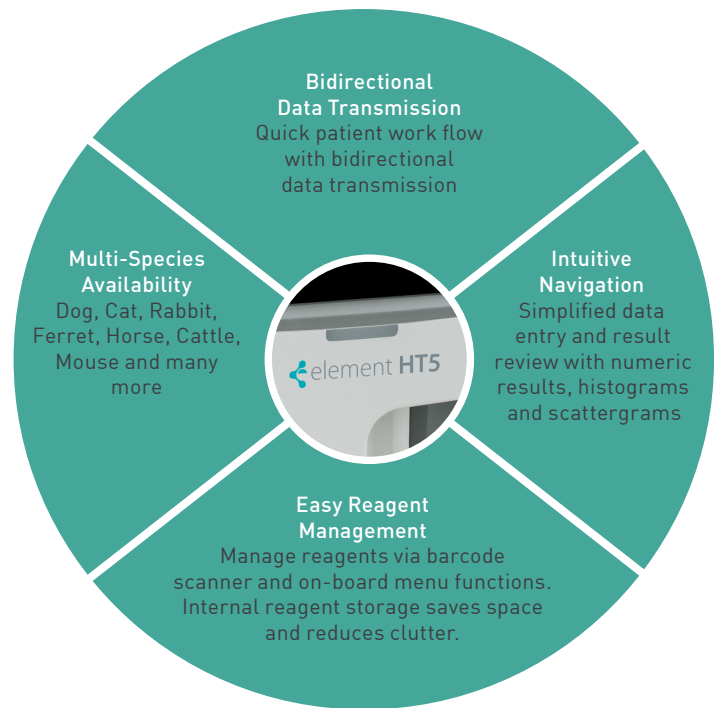 Bidirectional
Data Transmission
Quick patient work flow
with bidirectional
data transmission
Multi-Species
Availability
Dog, Cat, Rabbit,
Ferret, Horse, Cattle,
Mouse and many
more
Intuitive
Navigation
Simplified data
entry and result
review with numeric
results, histograms
and scattergrams
element HT5
Easy Reagent
Management
Manage reagents via barcode
scanner and on-board menu functions.
Internal reagent storage saves space
and reduces clutter.